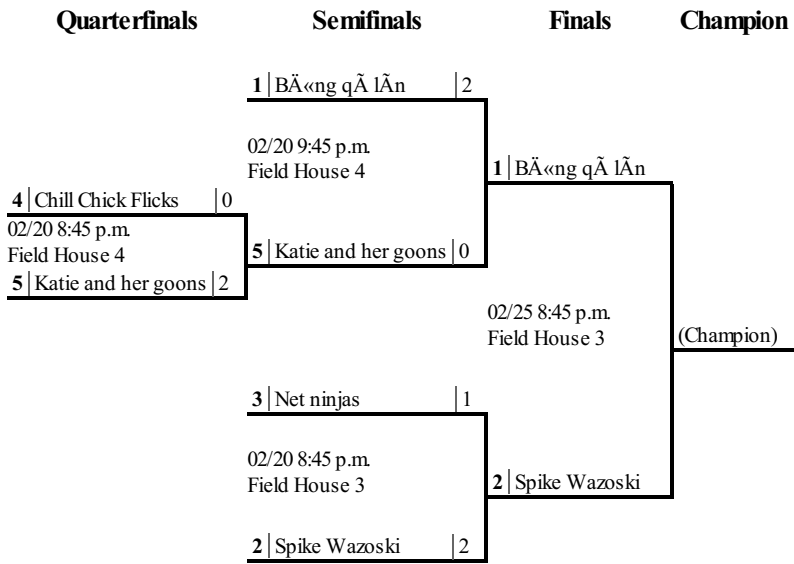 Quarterfinals Semifinals Finals Champion
1 BÄ«ng qÃ­ lÃ­n 2
02/20 9:45 p.m.
Field House 4
1 BÄ«ng qÃ­ lÃ­n
4 Chill Chick Flicks 0
02/20 8:45 p.m.
Field House 4
5 Katie and her goons 2
5 Katie and her goons 0
02/25 8:45 p.m.
Field House 3
(Champion)
3 Net ninjas 1
02/20 8:45 p.m.
Field House 3
2 Spike Wazoski
2 Spike Wazoski 2